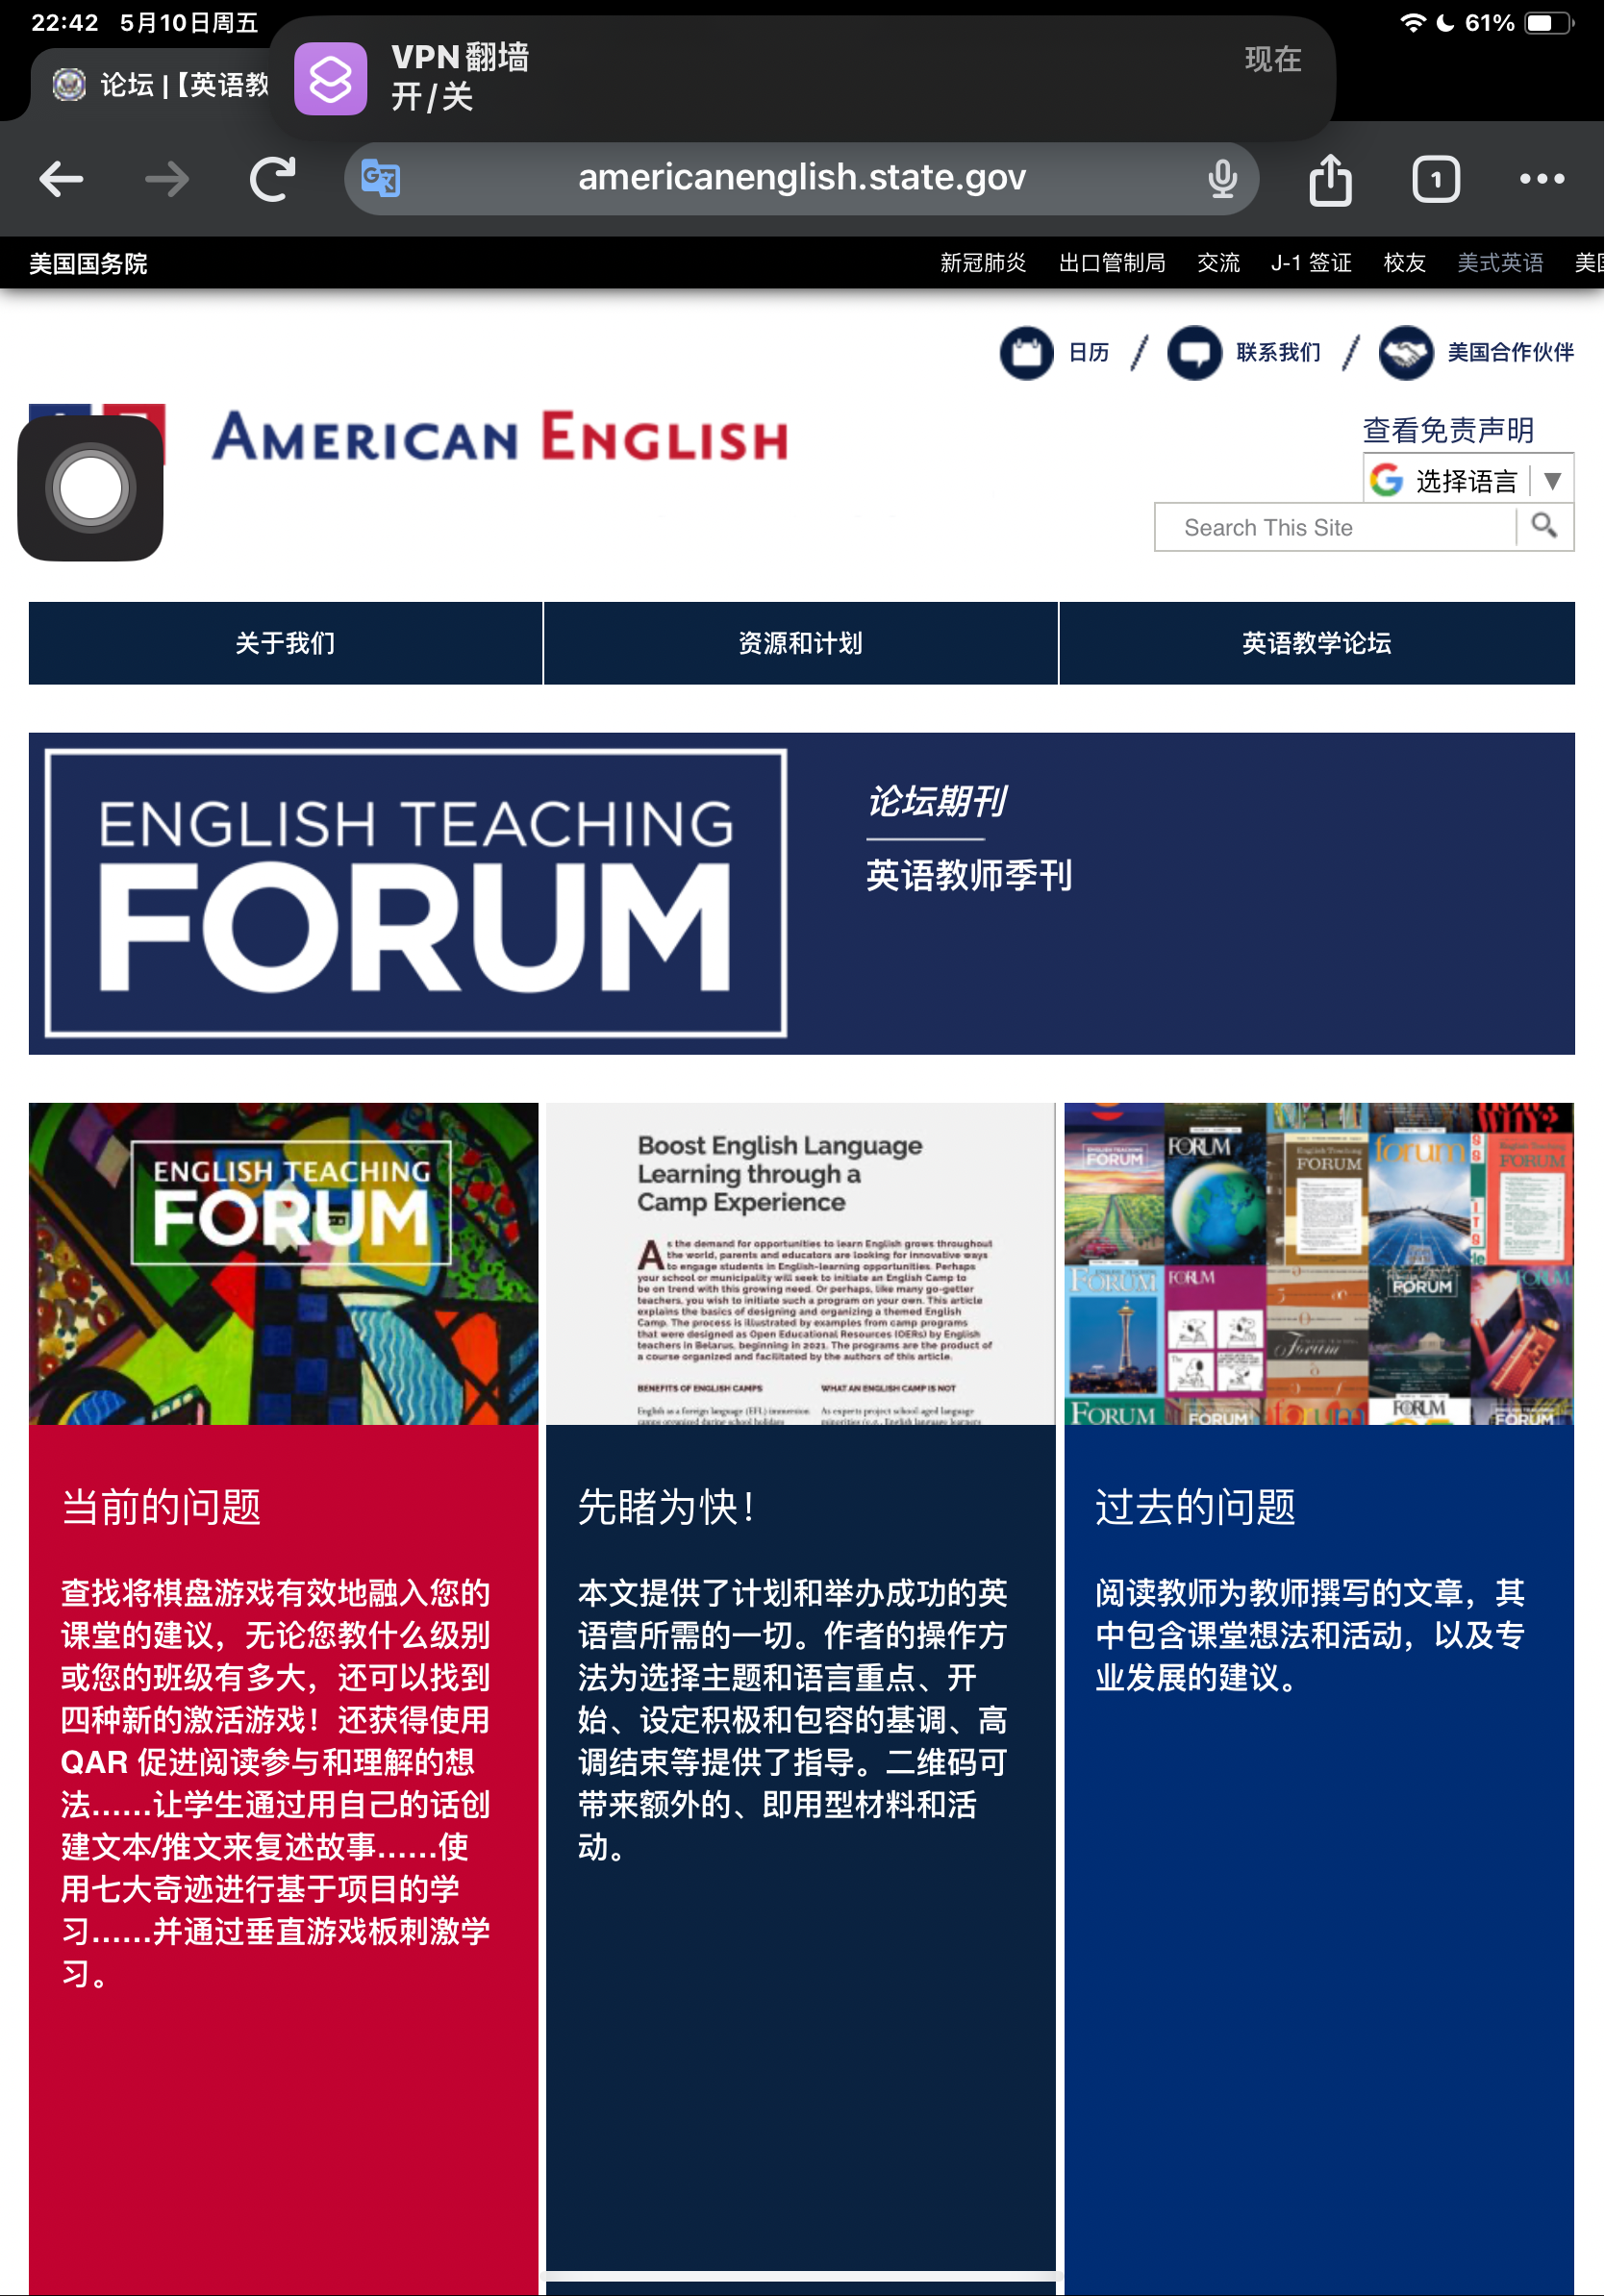 22:42 5月10日周五
61%
论坛 |【英语教
VPN翻墙
开/关
现在
americanenglish.state.gov
1
美国国务院
新冠肺炎 出口管制局 交流 J-1 签证 校友 美式英语
日历 / 联系我们 / 美国合作伙伴
AMERICAN ENGLISH
查看免责声明
选择语言 ▼
Search This Site
关于我们 资源和计划 英语教学论坛
ENGLISH TEACHING
FORUM
论坛期刊
英语教师季刊
ENGLISH TEACHING
FORUM
Boost English Language
Learning through a
Camp Experience
As the demand for opportunities to learn English grows throughout
the world, parents and educators are looking for innovative ways
to engage students in English-learning opportunities. Perhaps
your school or municipality will seek to initiate an English Camp to
be on trend with this growing need. Or perhaps, like many go-getter
teachers, you wish to initiate such a program on your own. This article
explains the basics of designing and organizing a themed English
Camp. The process is illustrated by examples from camp programs
that were designed as Open Educational Resources (OERs) by English
teachers in Belarus, beginning in 2021. The programs are the product of
a course organized and facilitated by the authors of this article.
BENEFITS OF ENGLISH CAMPS
English as a foreign language (EFL) immersion
WHAT AN ENGLISH CAMP IS NOT
As experts project school-aged language
FORUM
FORUM
FORUM
forum
FORUM
FORUM
FORUM
FORUM
Forum
FORUM
FORUM
FORUM
forum
FORUM
FORUM
当前的问题
查找将棋盘游戏有效地融入您的
课堂的建议，无论您教什么级别
或您的班级有多大，还可以找到
四种新的激活游戏！还获得使用
QAR 促进阅读参与和理解的想
法......让学生通过用自己的话创
建文本/推文来复述故事......使
用七大奇迹进行基于项目的学
习......并通过垂直游戏板刺激学
习。
先睹为快！
本文提供了计划和举办成功的英
语营所需的一切。作者的操作方
法为选择主题和语言重点、开
始、设定积极和包容的基调、高
调结束等提供了指导。二维码可
带来额外的、即用型材料和活
动。
过去的问题
阅读教师为教师撰写的文章，其
中包含课堂想法和活动，以及专
业发展的建议。